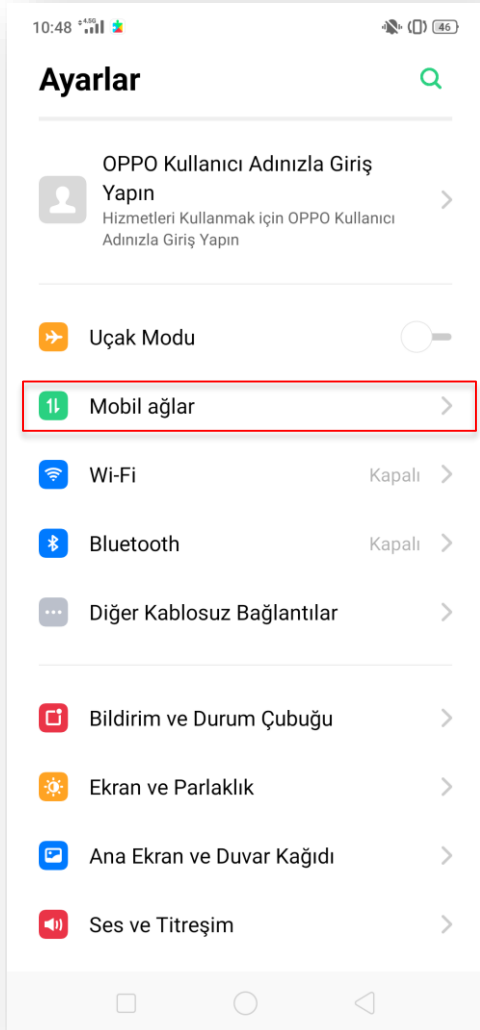 10:48 4.5G 46
Ayarlar
OPPO Kullanıcı Adınızla Giriş
Yapın
Hizmetleri Kullanmak için OPPO Kullanıcı
Adınızla Giriş Yapın
Uçak Modu
Mobil ağlar
Wi-Fi Kapalı
Bluetooth Kapalı
Diğer Kablosuz Bağlantılar
Bildirim ve Durum Çubuğu
Ekran ve Parlaklık
Ana Ekran ve Duvar Kağıdı
Ses ve Titreşim